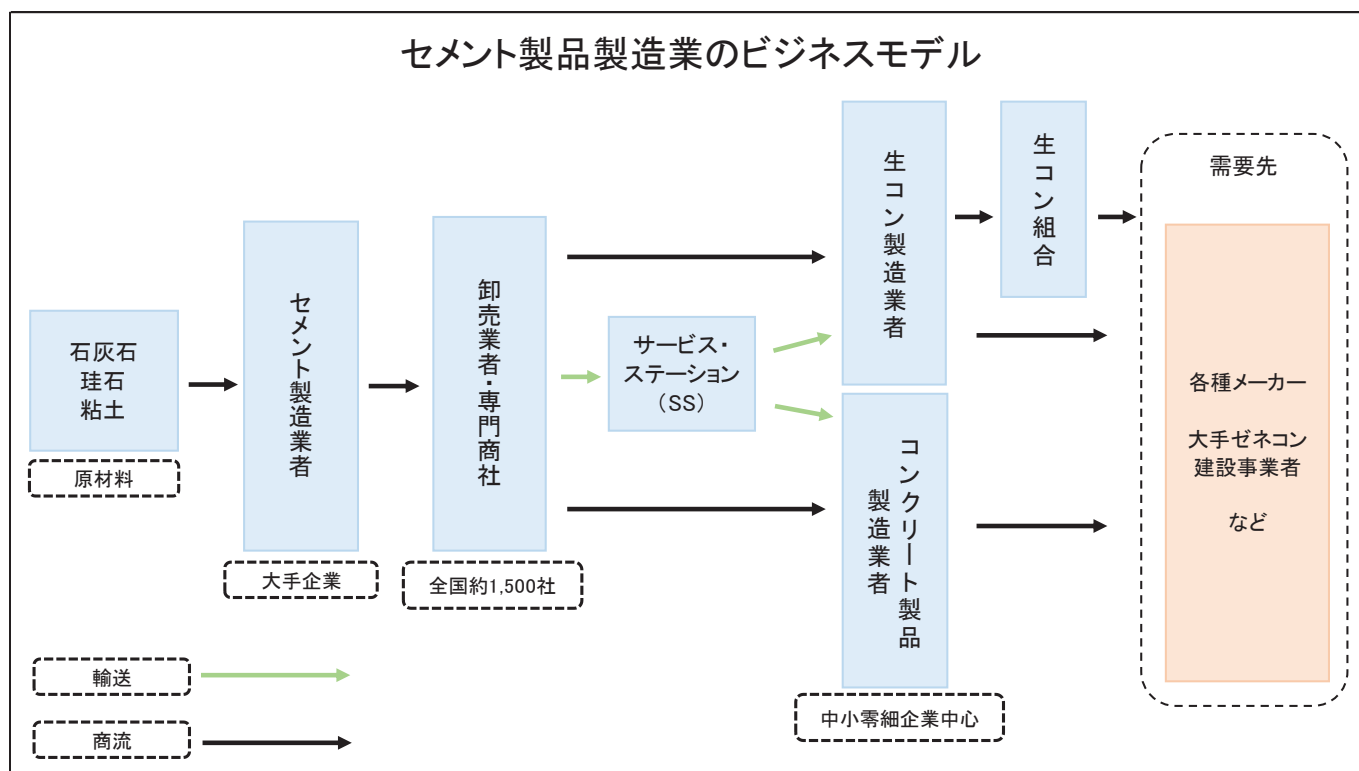 セメント製品製造業のビジネスモデル
石灰石
珪石
粘土
原材料
セメント製造業者
大手企業
卸売業者・専門商社
全国約1,500社
サービス・
ステーション
（SS）
生コン製造業者
生コン組合
コンクリート製品
製造業者
中小零細企業中心
需要先
各種メーカー
大手ゼネコン
建設事業者
など
輸送
商流